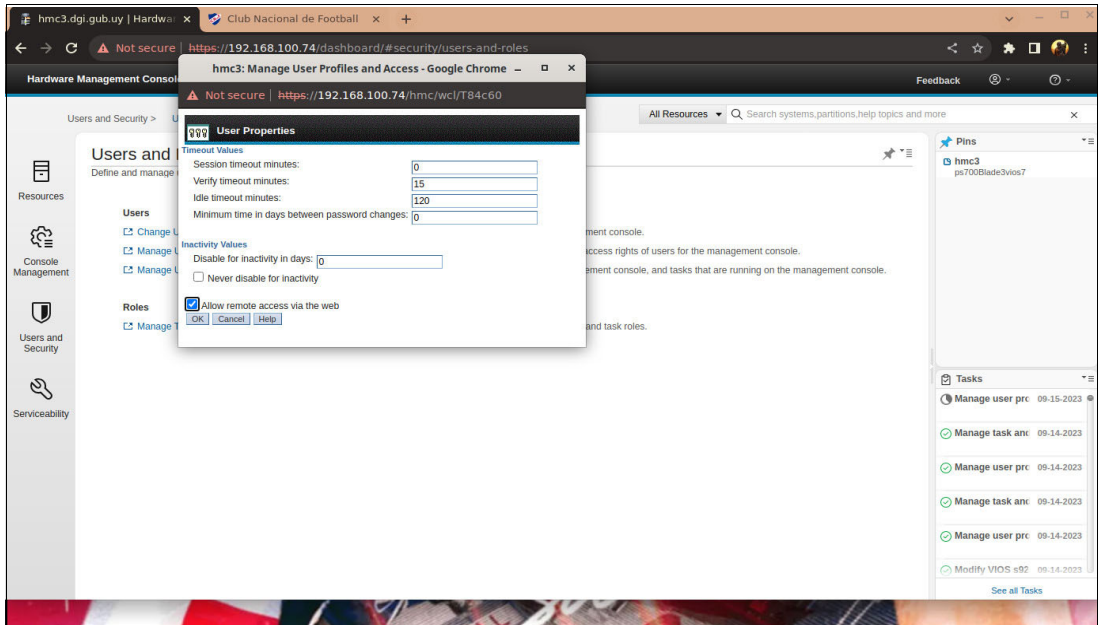 hmc3.dgi.gub.uy | Hardwar
Club Nacional de Football
Not secure | https://192.168.100.74/dashboard/#security/users-and-roles
Hardware Management Consol
Feedback
hmc3: Manage User Profiles and Access - Google Chrome
Not secure | https://192.168.100.74/hmc/wcl/T84c60
Users and Security > U
All Resources
Search systems,partitions,help topics and more
User Properties
Timeout Values
Session timeout minutes: 0
Verify timeout minutes: 15
Idle timeout minutes: 120
Minimum time in days between password changes: 0
Inactivity Values
Disable for inactivity in days: 0
Never disable for inactivity
Allow remote access via the web
OK Cancel Help
Resources
Console
Management
Users and
Security
Serviceability
Users and
Define and manage
Users
Change U
ment console.
Manage U
ccess rights of users for the management console.
Manage U
ement console, and tasks that are running on the management console.
Roles
Manage T
and task roles.
Pins
hmc3
ps700Blade3vios7
Tasks
Manage user prc 09-15-2023
Manage task anc 09-14-2023
Manage user prc 09-14-2023
Manage task anc 09-14-2023
Manage user prc 09-14-2023
Modify VIOS s92 09-14-2023
See all Tasks